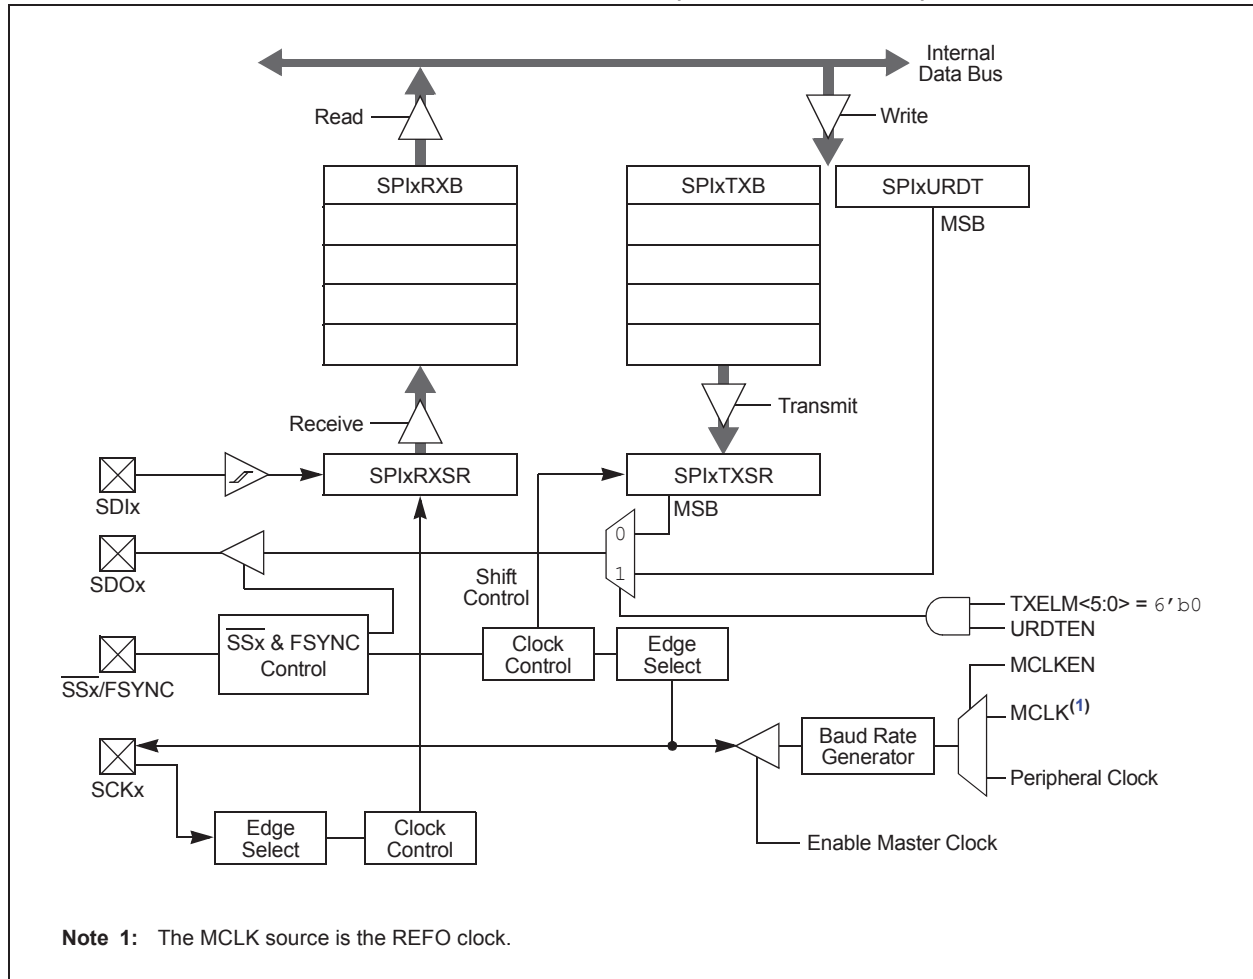 Internal
Data Bus
Read
Write
SPIxRXB
SPIxTXB
SPIxURDT
MSB
Receive
Transmit
SPIxRXSR
SPIxTXSR
SDIx
MSB
0
SDOx
1
Shift
Control
TXELM<5:0> = 6'b0
URDTEN
SSx & FSYNC
Control
Clock
Control
Edge
Select
SSx/FSYNC
MCLKEN
MCLK(1)
Baud Rate
Generator
Peripheral Clock
SCKx
Edge
Select
Clock
Control
Enable Master Clock
Note 1: The MCLK source is the REFO clock.